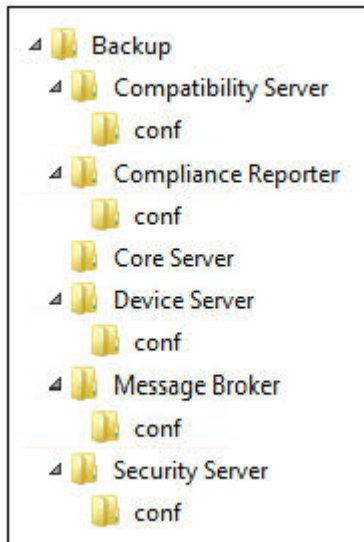 Backup
Compatibility Server
conf
Compliance Reporter
conf
Core Server
Device Server
conf
Message Broker
conf
Security Server
conf